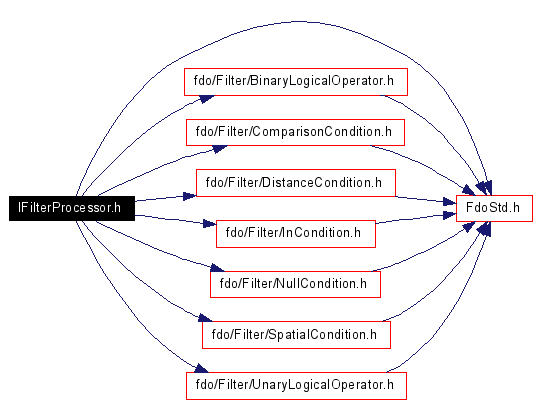 fdo/Filter/BinaryLogicalOperator.h
fdo/Filter/ComparisonCondition.h
fdo/Filter/DistanceCondition.h
IFilterProcessor.h
FdoStd.h
fdo/Filter/InCondition.h
fdo/Filter/NullCondition.h
fdo/Filter/SpatialCondition.h
fdo/Filter/UnaryLogicalOperator.h